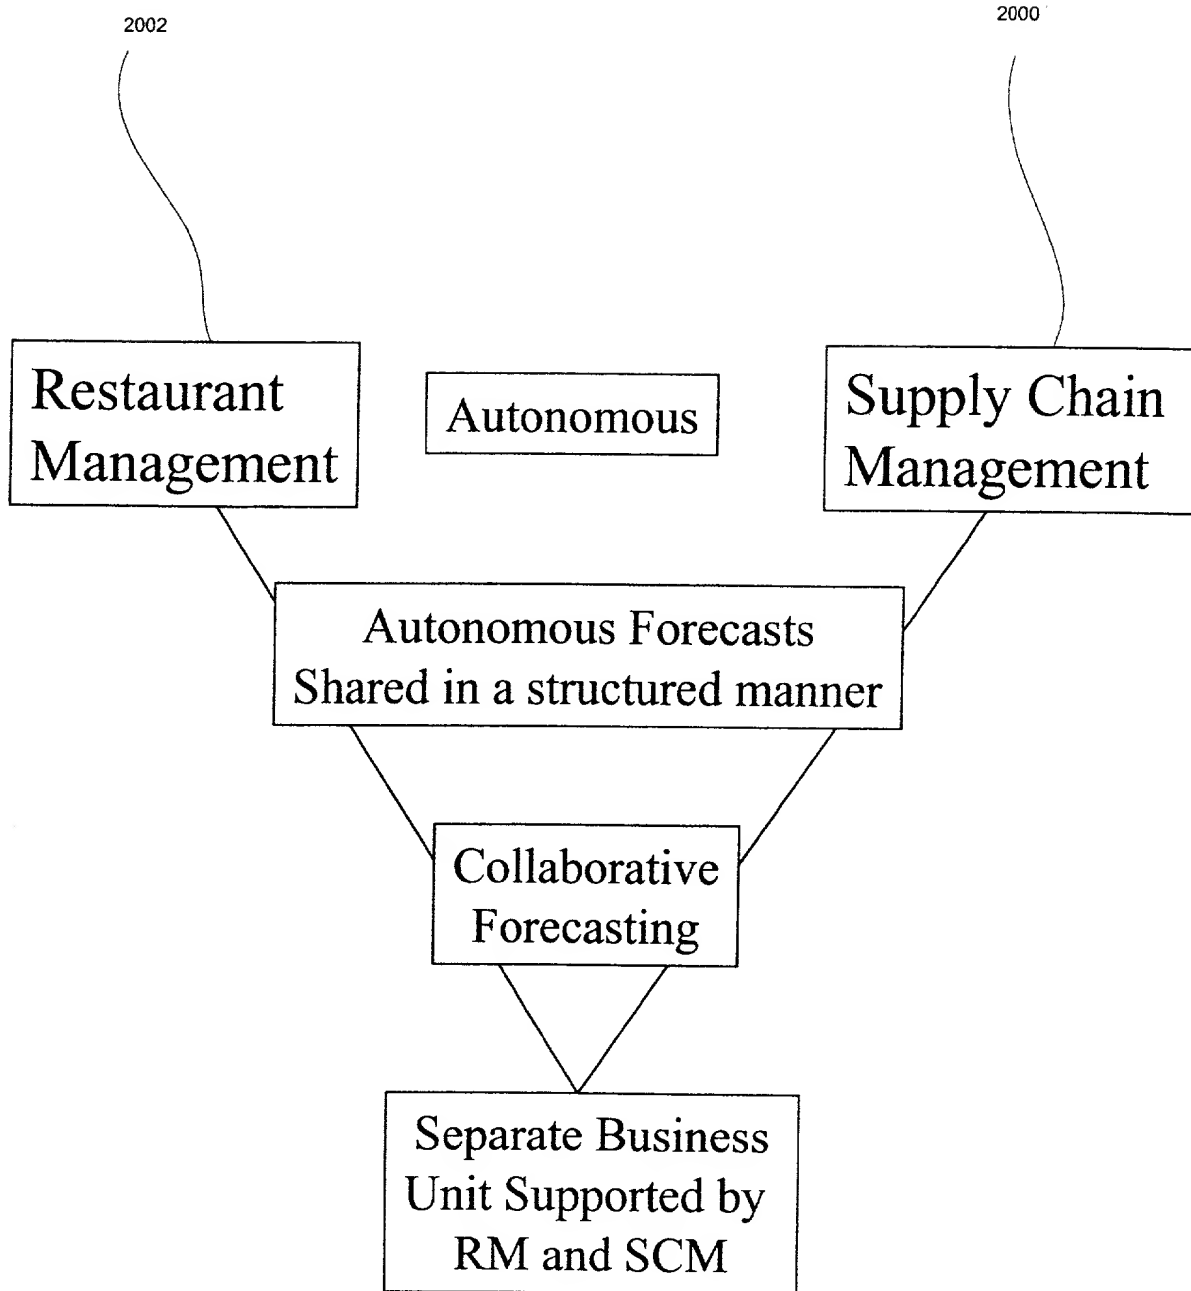 2002
2000
Restaurant
Management
Autonomous
Supply Chain
Management
Autonomous Forecasts
Shared in a structured manner
Collaborative
Forecasting
Separate Business
Unit Supported by
RM and SCM